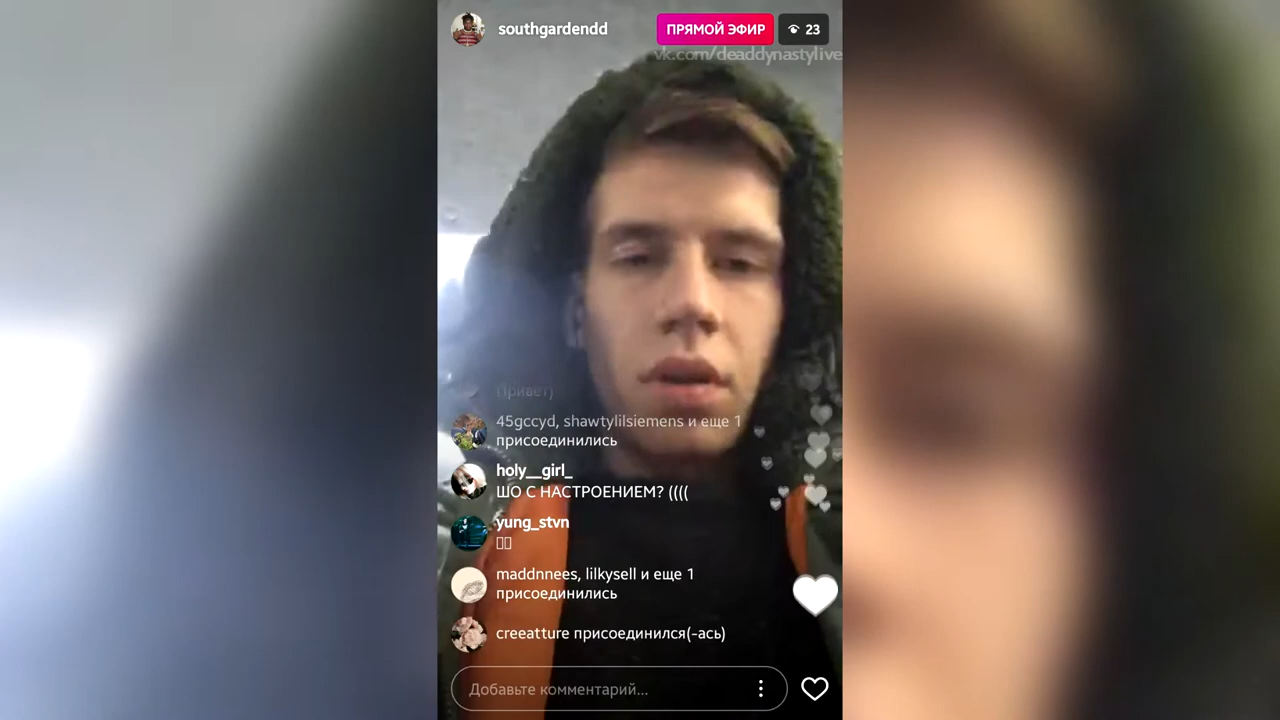 southgardendd
ПРЯМОЙ ЭФИР
23
vk.com/deaddynastylive
Привет)
45gccyd, shawtylilsiemens и еще 1
присоединились
holy__girl_
ШО С НАСТРОЕНИЕМ? ((((
yung_stvn
maddnnees, lilkysell и еще 1
присоединились
creeatture присоединился(-ась)
Добавьте комментарий...